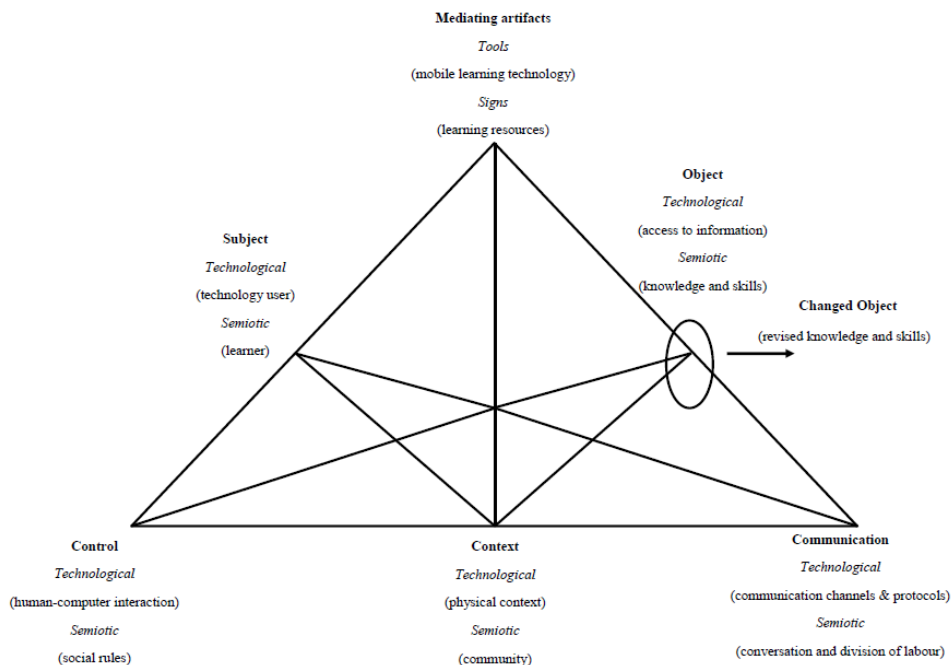 Mediating artifacts
Tools
(mobile learning technology)
Signs
(learning resources)
Object
Technological
(access to information)
Semiotic
(knowledge and skills)
Subject
Technological
(technology user)
Semiotic
(learner)
Changed Object
(revised knowledge and skills)
Control
Technological
(human-computer interaction)
Semiotic
(social rules)
Context
Technological
(physical context)
Semiotic
(community)
Communication
Technological
(communication channels & protocols)
Semiotic
(conversation and division of labour)